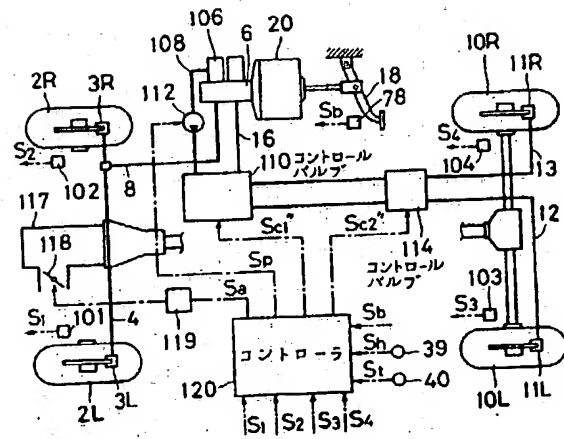 106
6
20
108
2R
3R
112
18
78
Sb
10R
11R
S2
102
8
16
110 コントロール
バルブ
S4
104
13
117
118
Sc1"
Sc2"
114
コントロール
バルブ
12
Sp
S1
101
4
Sa
119
S3
103
コントローラ
120
Sb
Sh
39
St
40
2L
3L
10L
11L
S1
S2
S3
S4